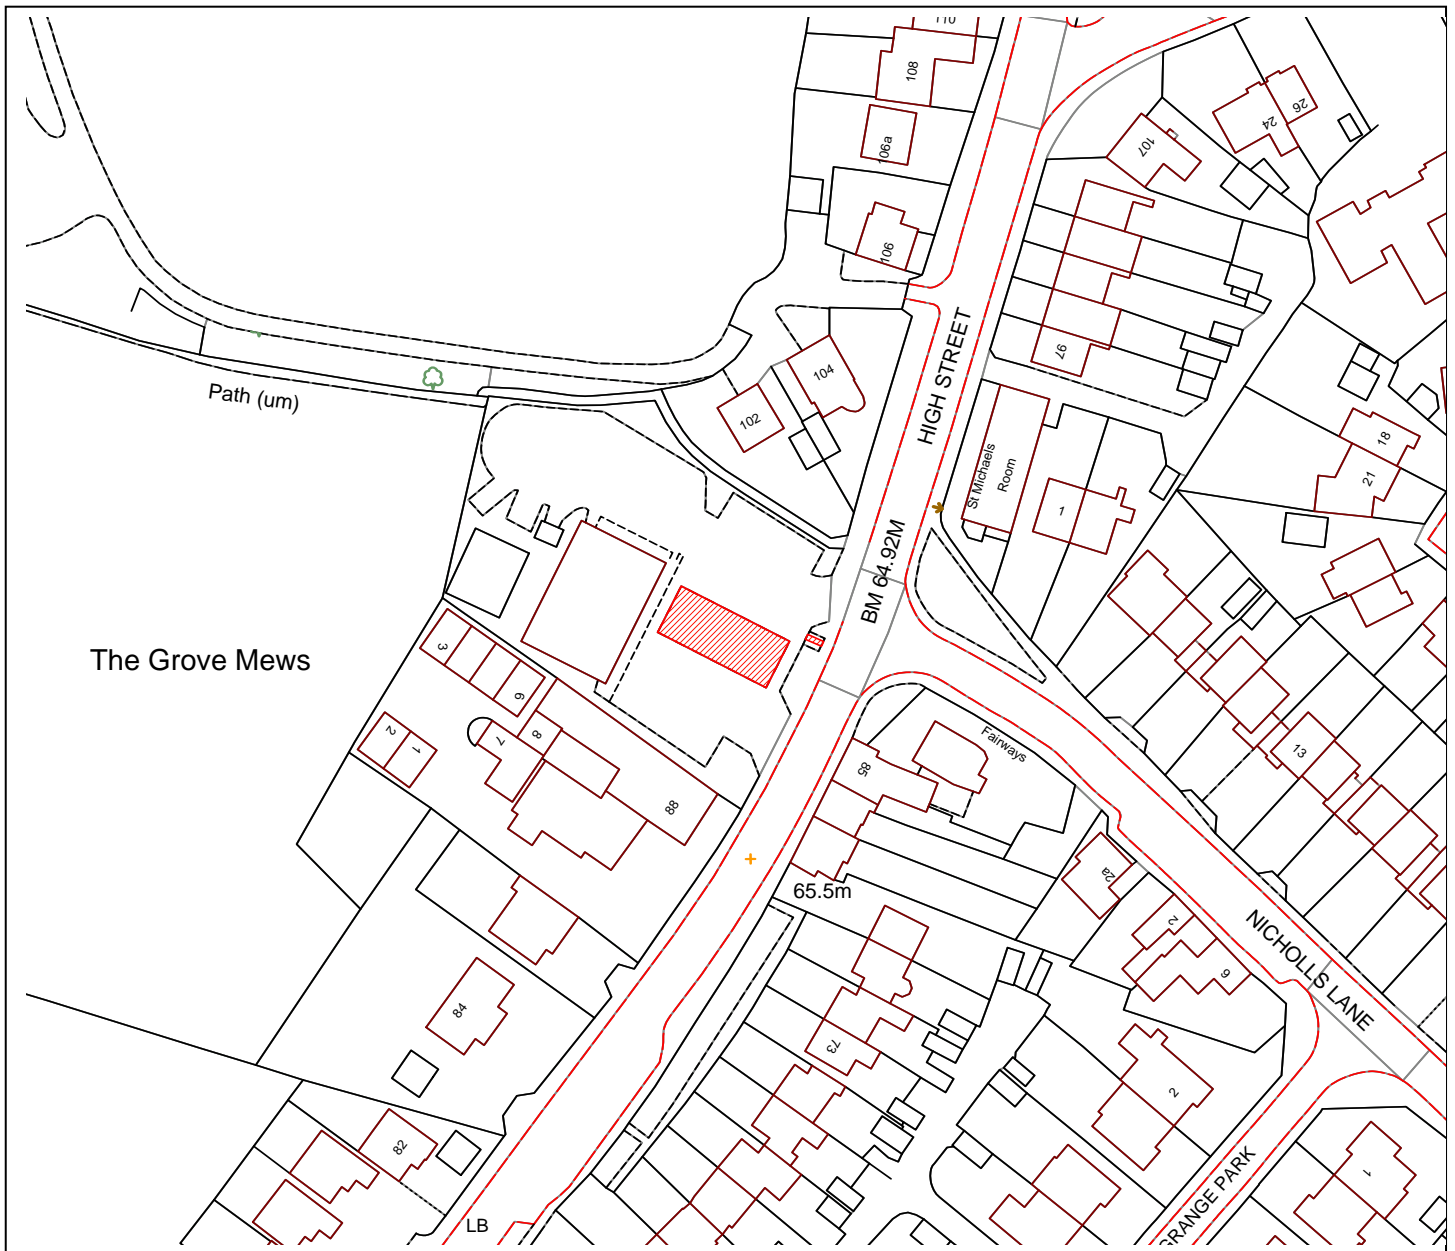 110
108
106a
106
26
24
107
HIGH STREET
97
104
102
Path (um)
St Michaels
Room
1
18
21
BM 64.92M
The Grove Mews
3
6
2
1
7
8
88
85
Fairways
13
65.5m
2a
2
6
NICHOLLS LANE
84
73
2
82
LB
GRANGE PARK
1